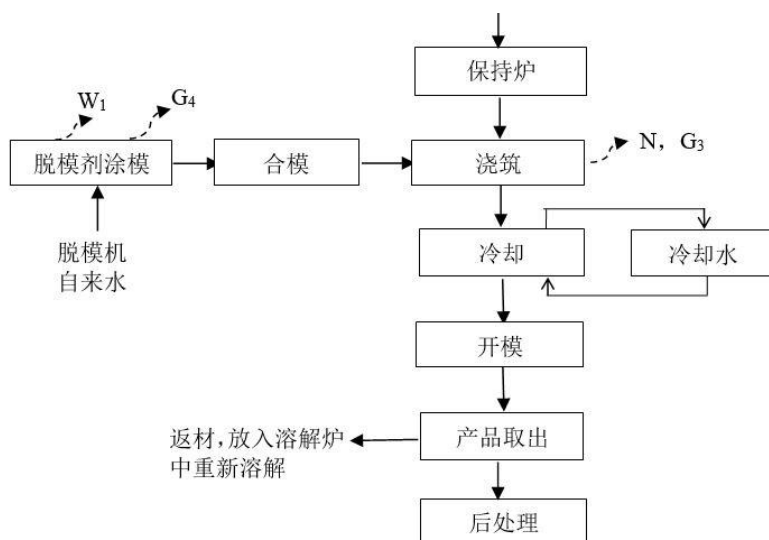 保持炉
W₁
G₄
脱模剂涂模
合模
浇筑
N，G₃
脱模机
自来水
冷却
冷却水
开模
返材，放入溶解炉
中重新溶解
产品取出
后处理